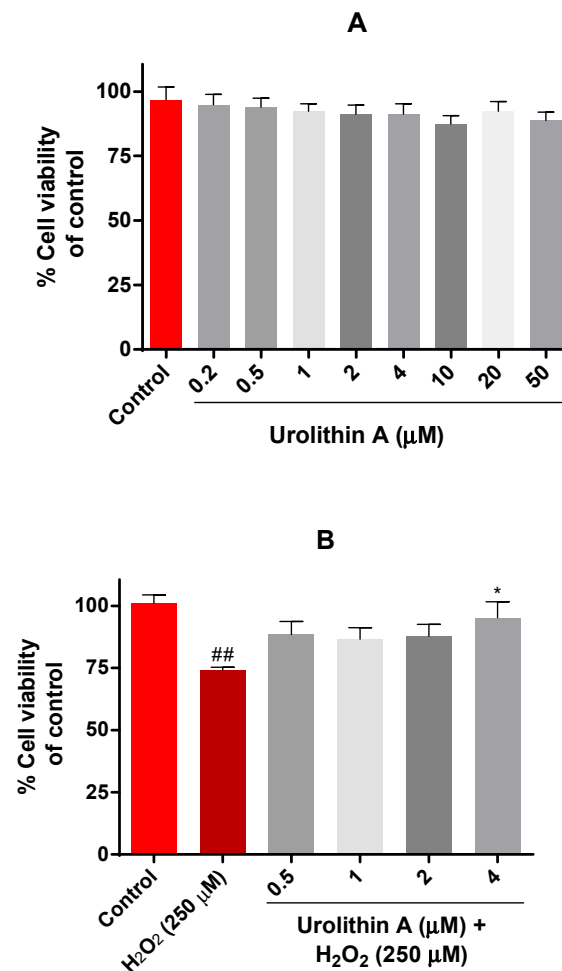 A
% Cell viability
of control
100
75
50
25
0
Control
0.2
0.5
1
2
4
10
20
50
Urolithin A (μM)
B
% Cell viability
of control
100
75
50
25
0
##
*
Control
H₂O₂ (250 μM)
0.5
1
2
4
Urolithin A (μM) +
H₂O₂ (250 μM)